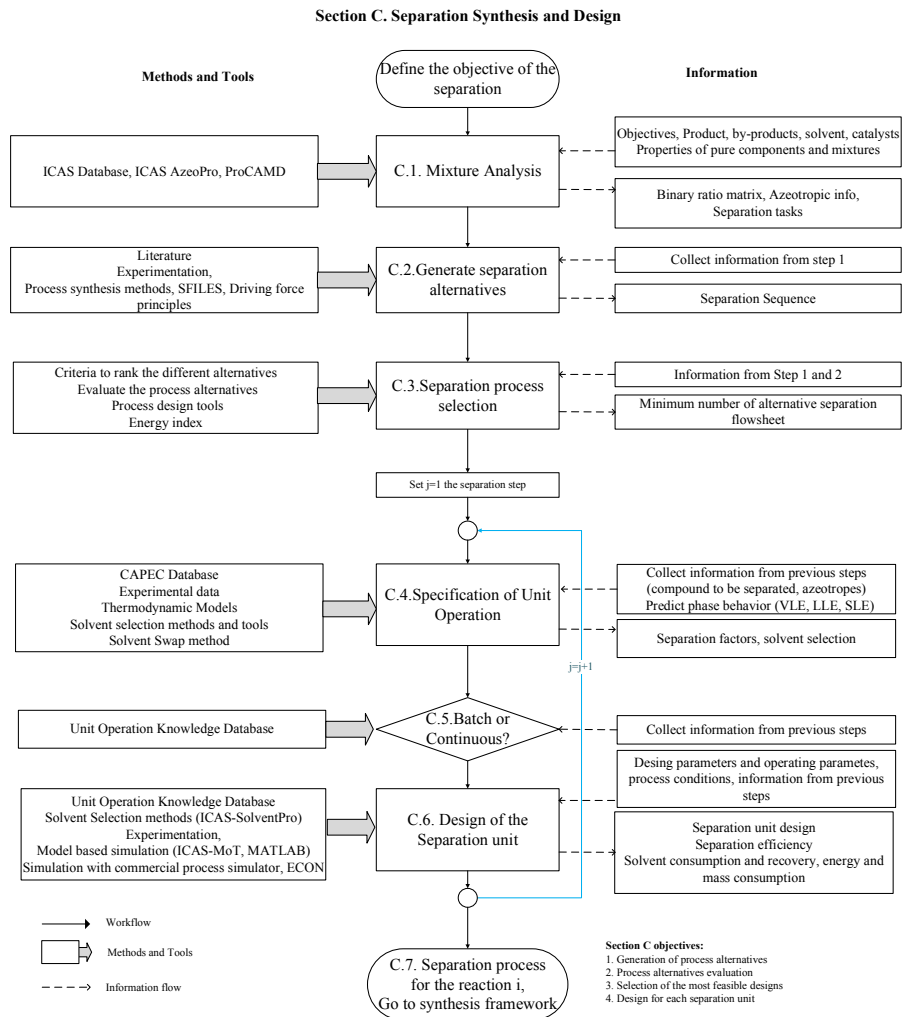 Section C. Separation Synthesis and Design
Methods and Tools
Define the objective of the
separation
Information
ICAS Database, ICAS AzeoPro, ProCAMD
C.1. Mixture Analysis
Objectives, Product, by-products, solvent, catalysts
Properties of pure components and mixtures
Binary ratio matrix, Azeotropic info,
Separation tasks
Literature
Experimentation,
Process synthesis methods, SFILES, Driving force
principles
C.2.Generate separation
alternatives
Collect information from step 1
Separation Sequence
Criteria to rank the different alternatives
Evaluate the process alternatives
Process design tools
Energy index
C.3.Separation process
selection
Information from Step 1 and 2
Minimum number of alternative separation
flowsheet
Set j=1 the separation step
CAPEC Database
Experimental data
Thermodynamic Models
Solvent selection methods and tools
Solvent Swap method
C.4.Specification of Unit
Operation
Collect information from previous steps
(compound to be separated, azeotropes)
Predict phase behavior (VLE, LLE, SLE)
Separation factors, solvent selection
j=j+1
Unit Operation Knowledge Database
C.5.Batch or
Continuous?
Collect information from previous steps
Unit Operation Knowledge Database
Solvent Selection methods (ICAS-SolventPro)
Experimentation,
Model based simulation (ICAS-MoT, MATLAB)
Simulation with commercial process simulator, ECON
C.6. Design of the
Separation unit
Desing parameters and operating parametes,
process conditions, information from previous
steps
Separation unit design
Separation efficiency
Solvent consumption and recovery, energy and
mass consumption
Workflow
Methods and Tools
Information flow
C.7. Separation process
for the reaction i,
Go to synthesis framework
Section C objectives:
1. Generation of process alternatives
2. Process alternatives evaluation
3. Selection of the most feasible designs
4. Design for each separation unit